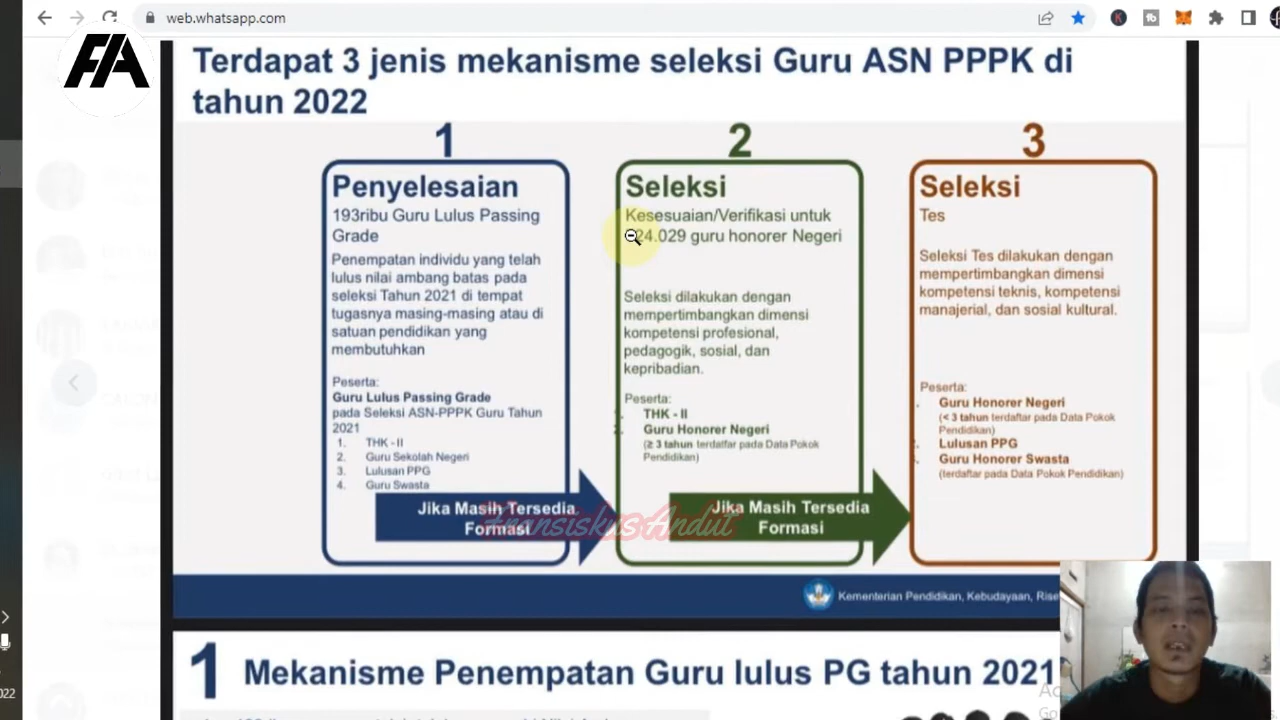 web.whatsapp.com
FA
Terdapat 3 jenis mekanisme seleksi Guru ASN PPPK di
tahun 2022
1
Penyelesaian
193ribu Guru Lulus Passing
Grade
Penempatan individu yang telah
lulus nilai ambang batas pada
seleksi Tahun 2021 di tempat
tugasnya masing-masing atau di
satuan pendidikan yang
membutuhkan
Peserta:
Guru Lulus Passing Grade
pada Seleksi ASN-PPPK Guru Tahun
2021
1. THK - II
2. Guru Sekolah Negeri
3. Lulusan PPG
4. Guru Swasta
Jika Masih Tersedia
Formasi
2
Seleksi
Kesesuaian/Verifikasi untuk
24.029 guru honorer Negeri
Seleksi dilakukan dengan
mempertimbangkan dimensi
kompetensi profesional,
pedagogik, sosial, dan
kepribadian.
Peserta:
THK - II
Guru Honorer Negeri
(≥ 3 tahun terdaftar pada Data Pokok
Pendidikan)
Jika Masih Tersedia
Formasi
3
Seleksi
Tes
Seleksi Tes dilakukan dengan
mempertimbangkan dimensi
kompetensi teknis, kompetensi
manajerial, dan sosial kultural.
Peserta:
Guru Honorer Negeri
(< 3 tahun terdaftar pada Data Pokok
Pendidikan)
Lulusan PPG
Guru Honorer Swasta
(terdaftar pada Data Pokok Pendidikan)
Fransiskus Andut
Kementerian Pendidikan, Kebudayaan, Rise
1 Mekanisme Penempatan Guru lulus PG tahun 2021
022